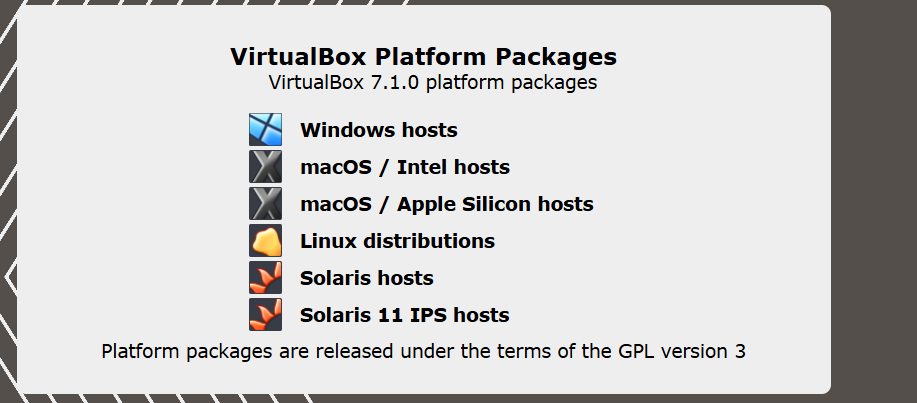 VirtualBox Platform Packages
VirtualBox 7.1.0 platform packages
Windows hosts
macOS / Intel hosts
macOS / Apple Silicon hosts
Linux distributions
Solaris hosts
Solaris 11 IPS hosts
Platform packages are released under the terms of the GPL version 3